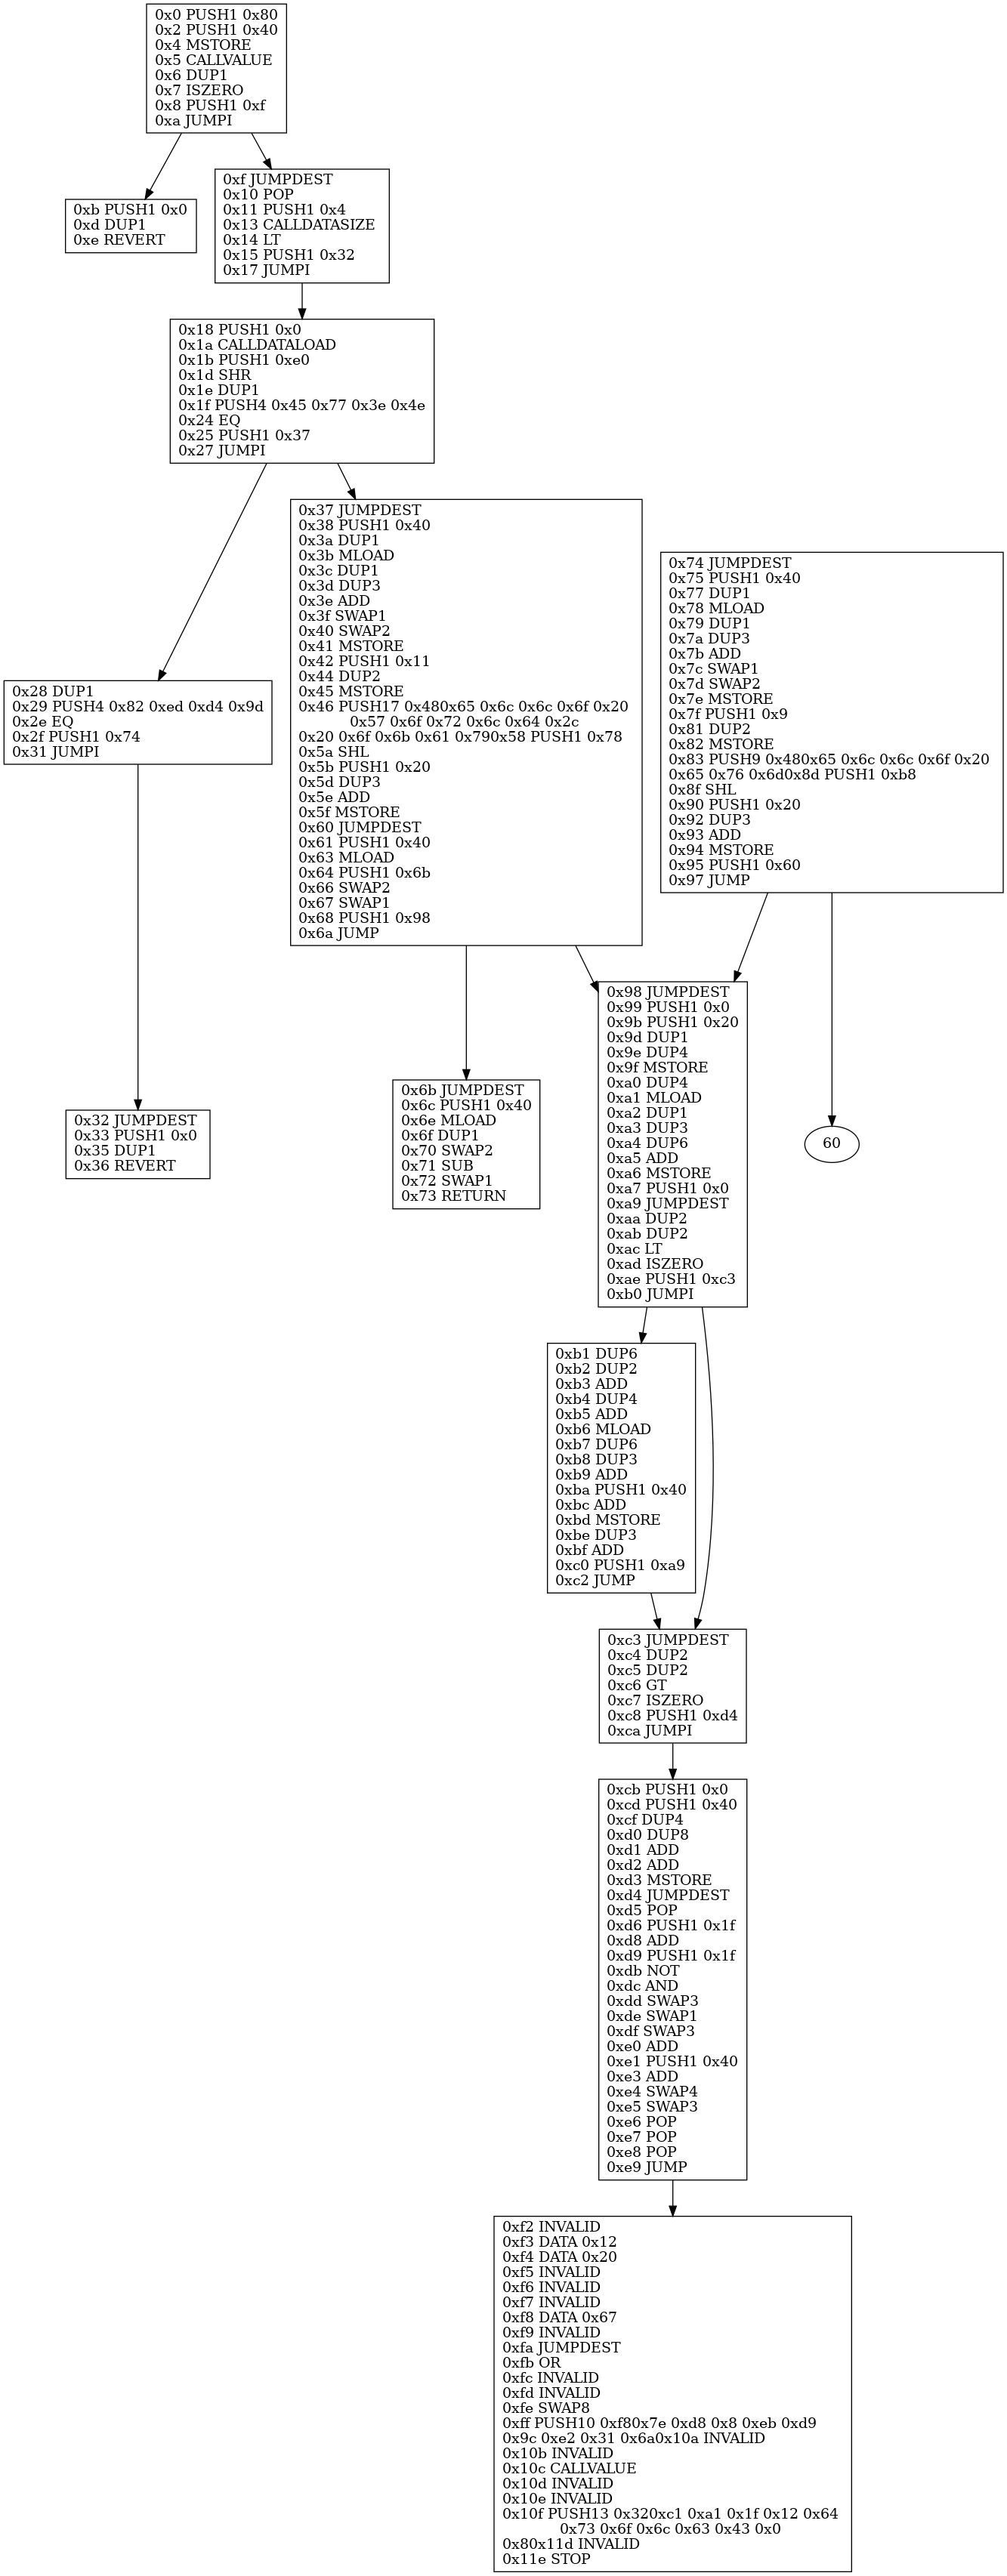 0x0 PUSH1 0x80
0x2 PUSH1 0x40
0x4 MSTORE
0x5 CALLVALUE
0x6 DUP1
0x7 ISZERO
0x8 PUSH1 0xf
0xa JUMPI
0xb PUSH1 0x0
0xd DUP1
0xe REVERT
0xf JUMPDEST
0x10 POP
0x11 PUSH1 0x4
0x13 CALLDATASIZE
0x14 LT
0x15 PUSH1 0x32
0x17 JUMPI
0x18 PUSH1 0x0
0x1a CALLDATALOAD
0x1b PUSH1 0xe0
0x1d SHR
0x1e DUP1
0x1f PUSH4 0x45 0x77 0x3e 0x4e
0x24 EQ
0x25 PUSH1 0x37
0x27 JUMPI
0x28 DUP1
0x29 PUSH4 0x82 0xed 0xd4 0x9d
0x2e EQ
0x2f PUSH1 0x74
0x31 JUMPI
0x37 JUMPDEST
0x38 PUSH1 0x40
0x3a DUP1
0x3b MLOAD
0x3c DUP1
0x3d DUP3
0x3e ADD
0x3f SWAP1
0x40 SWAP2
0x41 MSTORE
0x42 PUSH1 0x11
0x44 DUP2
0x45 MSTORE
0x46 PUSH17 0x480x65 0x6c 0x6c 0x6f 0x20
0x57 0x6f 0x72 0x6c 0x64 0x2c
0x20 0x6f 0x6b 0x61 0x790x58 PUSH1 0x78
0x5a SHL
0x5b PUSH1 0x20
0x5d DUP3
0x5e ADD
0x5f MSTORE
0x60 JUMPDEST
0x61 PUSH1 0x40
0x63 MLOAD
0x64 PUSH1 0x6b
0x66 SWAP2
0x67 SWAP1
0x68 PUSH1 0x98
0x6a JUMP
0x74 JUMPDEST
0x75 PUSH1 0x40
0x77 DUP1
0x78 MLOAD
0x79 DUP1
0x7a DUP3
0x7b ADD
0x7c SWAP1
0x7d SWAP2
0x7e MSTORE
0x7f PUSH1 0x9
0x81 DUP2
0x82 MSTORE
0x83 PUSH9 0x480x65 0x6c 0x6c 0x6f 0x20
0x65 0x76 0x6d0x8d PUSH1 0xb8
0x8f SHL
0x90 PUSH1 0x20
0x92 DUP3
0x93 ADD
0x94 MSTORE
0x95 PUSH1 0x60
0x97 JUMP
0x32 JUMPDEST
0x33 PUSH1 0x0
0x35 DUP1
0x36 REVERT
0x6b JUMPDEST
0x6c PUSH1 0x40
0x6e MLOAD
0x6f DUP1
0x70 SWAP2
0x71 SUB
0x72 SWAP1
0x73 RETURN
0x98 JUMPDEST
0x99 PUSH1 0x0
0x9b PUSH1 0x20
0x9d DUP1
0x9e DUP4
0x9f MSTORE
0xa0 DUP4
0xa1 MLOAD
0xa2 DUP1
0xa3 DUP3
0xa4 DUP6
0xa5 ADD
0xa6 MSTORE
0xa7 PUSH1 0x0
0xa9 JUMPDEST
0xaa DUP2
0xab DUP2
0xac LT
0xad ISZERO
0xae PUSH1 0xc3
0xb0 JUMPI
60
0xb1 DUP6
0xb2 DUP2
0xb3 ADD
0xb4 DUP4
0xb5 ADD
0xb6 MLOAD
0xb7 DUP6
0xb8 DUP3
0xb9 ADD
0xba PUSH1 0x40
0xbc ADD
0xbd MSTORE
0xbe DUP3
0xbf ADD
0xc0 PUSH1 0xa9
0xc2 JUMP
0xc3 JUMPDEST
0xc4 DUP2
0xc5 DUP2
0xc6 GT
0xc7 ISZERO
0xc8 PUSH1 0xd4
0xca JUMPI
0xcb PUSH1 0x0
0xcd PUSH1 0x40
0xcf DUP4
0xd0 DUP8
0xd1 ADD
0xd2 ADD
0xd3 MSTORE
0xd4 JUMPDEST
0xd5 POP
0xd6 PUSH1 0x1f
0xd8 ADD
0xd9 PUSH1 0x1f
0xdb NOT
0xdc AND
0xdd SWAP3
0xde SWAP1
0xdf SWAP3
0xe0 ADD
0xe1 PUSH1 0x40
0xe3 ADD
0xe4 SWAP4
0xe5 SWAP3
0xe6 POP
0xe7 POP
0xe8 POP
0xe9 JUMP
0xf2 INVALID
0xf3 DATA 0x12
0xf4 DATA 0x20
0xf5 INVALID
0xf6 INVALID
0xf7 INVALID
0xf8 DATA 0x67
0xf9 INVALID
0xfa JUMPDEST
0xfb OR
0xfc INVALID
0xfd INVALID
0xfe SWAP8
0xff PUSH10 0xf80x7e 0xd8 0x8 0xeb 0xd9
0x9c 0xe2 0x31 0x6a0x10a INVALID
0x10b INVALID
0x10c CALLVALUE
0x10d INVALID
0x10e INVALID
0x10f PUSH13 0x320xc1 0xa1 0x1f 0x12 0x64
0x73 0x6f 0x6c 0x63 0x43 0x0
0x80x11d INVALID
0x11e STOP